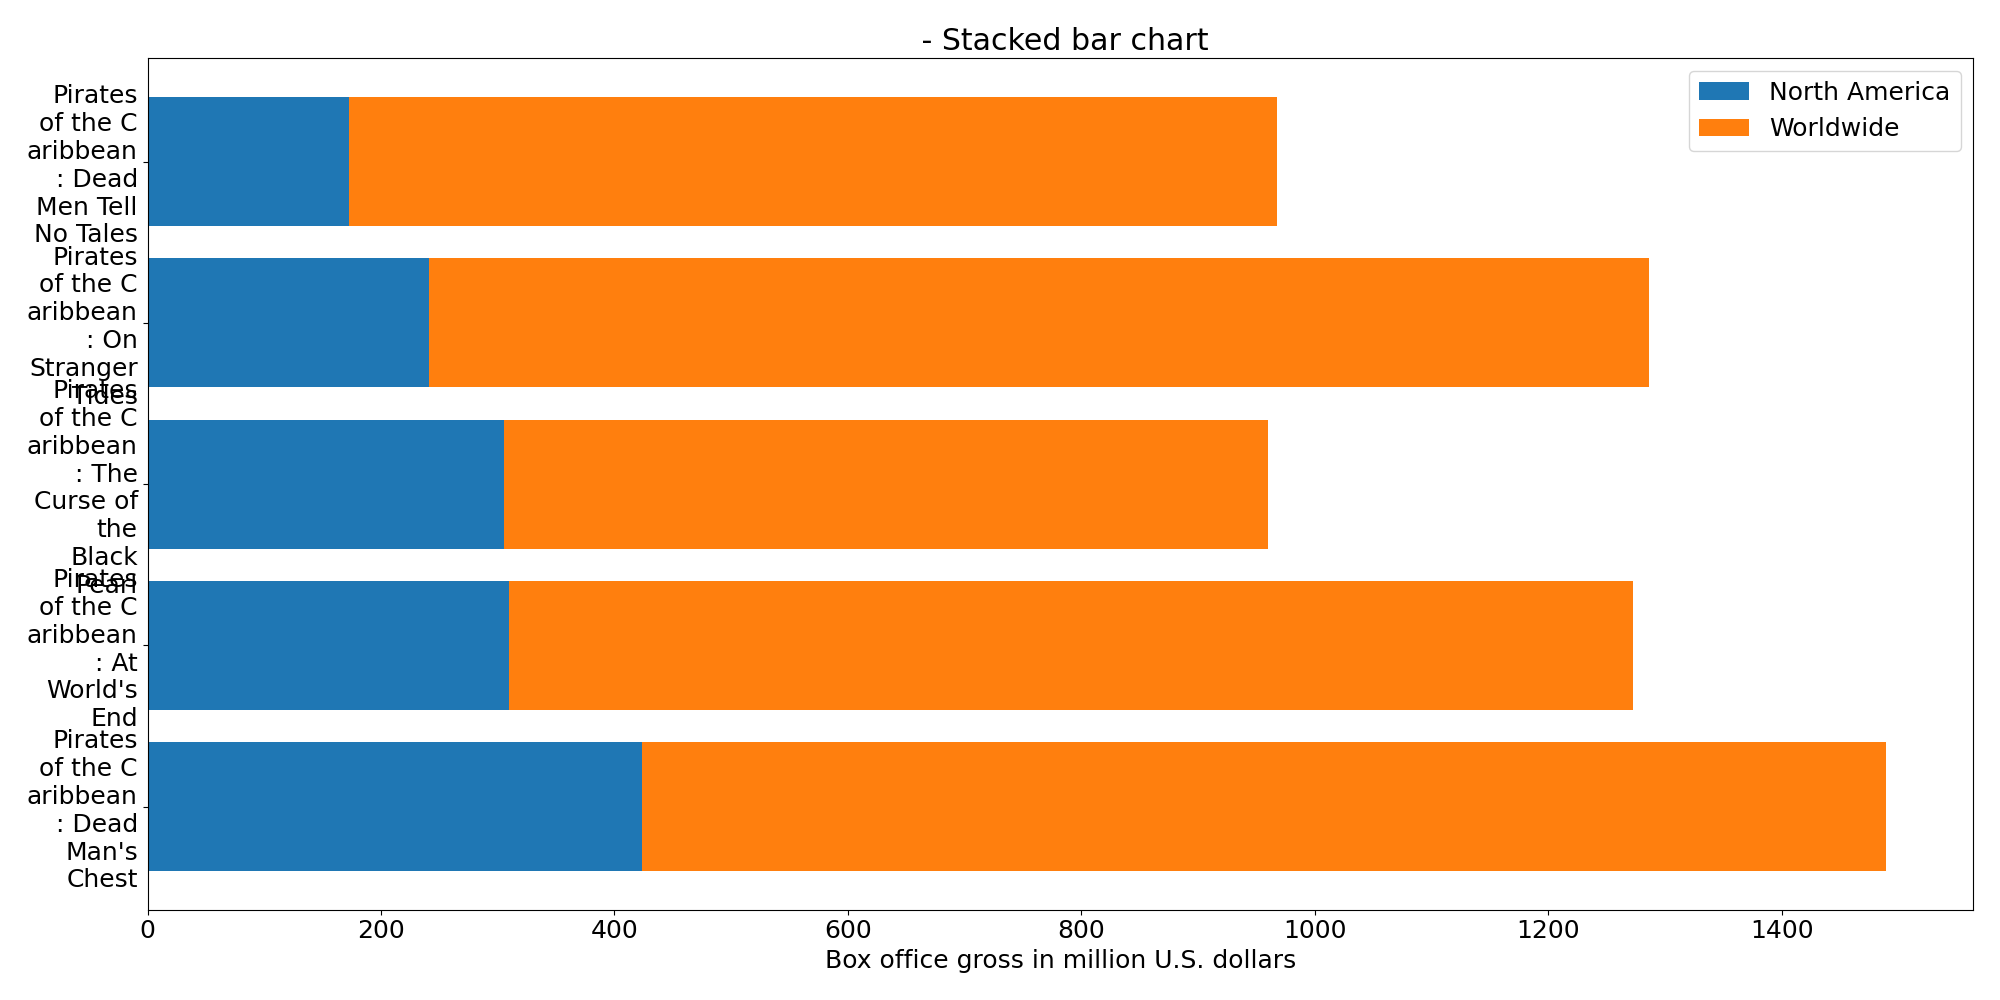 - Stacked bar chart
North America
Worldwide
Pirates
of the C
aribbean
: Dead
Men Tell
No Tales
Pirates
of the C
aribbean
: On
Stranger
Tides
Pirates
of the C
aribbean
: The
Curse of
the
Black
Pearl
Pirates
of the C
aribbean
: At
World's
End
Pirates
of the C
aribbean
: Dead
Man's
Chest
0 200 400 600 800 1000 1200 1400
Box office gross in million U.S. dollars